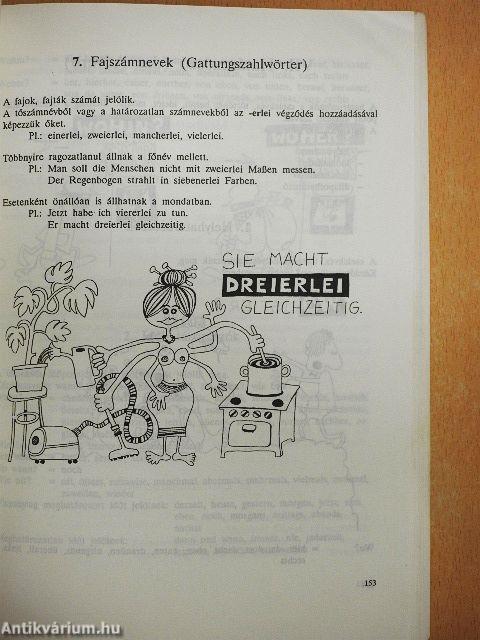 7. Fajszámnevek (Gattungszahlwörter)
A fajok, fajták számát jelölik.
A tőszámnévből vagy a határozatlan számnevekből az -erlei végződés hozzáadásával
képezzük őket.
Pl.: einerlei, zweierlei, mancherlei, vielerlei.
Többnyire ragozatlanul állnak a főnév mellett.
Pl.: Man soll die Menschen nicht mit zweierlei Maßen messen.
Der Regenbogen strahlt in siebenerlei Farben.
Esetenként önállóan is állhatnak a mondatban.
Pl.: Jetzt habe ich viererlei zu tun.
Er macht dreierlei gleichzeitig.
SIE MACHT
DREIERLEI
GLEICHZEITIG.
153
Antikvárium.hu